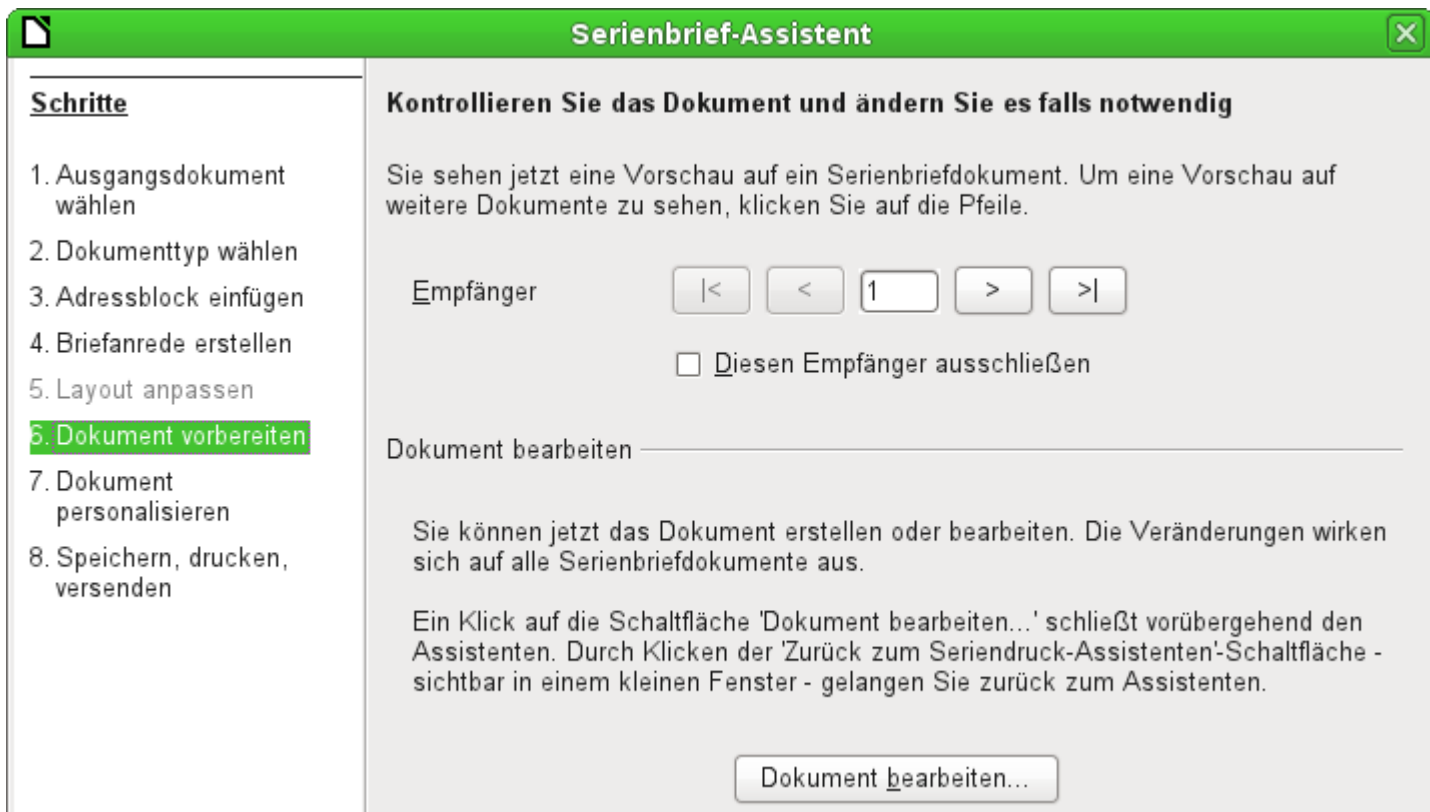 Serienbrief-Assistent
Schritte
1. Ausgangsdokument
wählen
2. Dokumenttyp wählen
3. Adressblock einfügen
4. Briefanrede erstellen
5. Layout anpassen
6. Dokument vorbereiten
7. Dokument
personalisieren
8. Speichern, drucken,
versenden
Kontrollieren Sie das Dokument und ändern Sie es falls notwendig
Sie sehen jetzt eine Vorschau auf ein Serienbriefdokument. Um eine Vorschau auf
weitere Dokumente zu sehen, klicken Sie auf die Pfeile.
Empfänger |< < 1 > >|
Diesen Empfänger ausschließen
Dokument bearbeiten
Sie können jetzt das Dokument erstellen oder bearbeiten. Die Veränderungen wirken
sich auf alle Serienbriefdokumente aus.
Ein Klick auf die Schaltfläche 'Dokument bearbeiten...' schließt vorübergehend den
Assistenten. Durch Klicken der 'Zurück zum Seriendruck-Assistenten'-Schaltfläche -
sichtbar in einem kleinen Fenster - gelangen Sie zurück zum Assistenten.
Dokument bearbeiten...